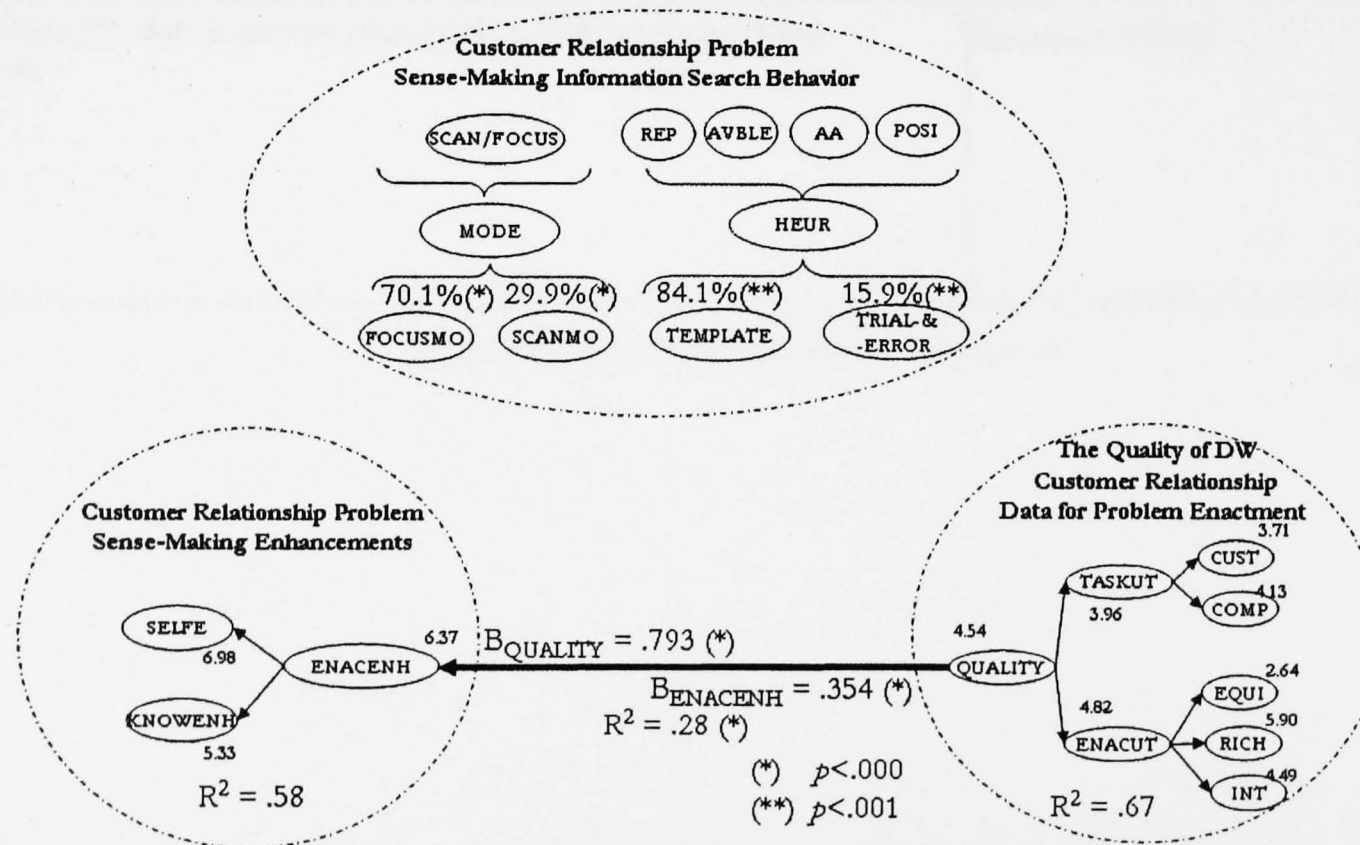 Customer Relationship Problem
Sense-Making Information Search Behavior
SCAN/FOCUS
REP
AVBLE
AA
POSI
MODE
HEUR
70.1%(*)
29.9%(*)
84.1%(**)
15.9%(**)
FOCUSMO
SCANMO
TEMPLATE
TRIAL-&
-ERROR
Customer Relationship Problem
Sense-Making Enhancements
SELFE
6.98
ENACENH
6.37
KNOWENH
5.33
R² = .58
B_QUALITY = .793 (*)
B_ENACENH = .354 (*)
R² = .28 (*)
(*) p<.000
(**) p<.001
The Quality of DW
Customer Relationship
Data for Problem Enactment
3.71
CUST
TASKUT
4.13
COMP
3.96
4.54
QUALITY
2.64
EQUI
4.82
5.90
ENACUT
RICH
4.49
INT
R² = .67